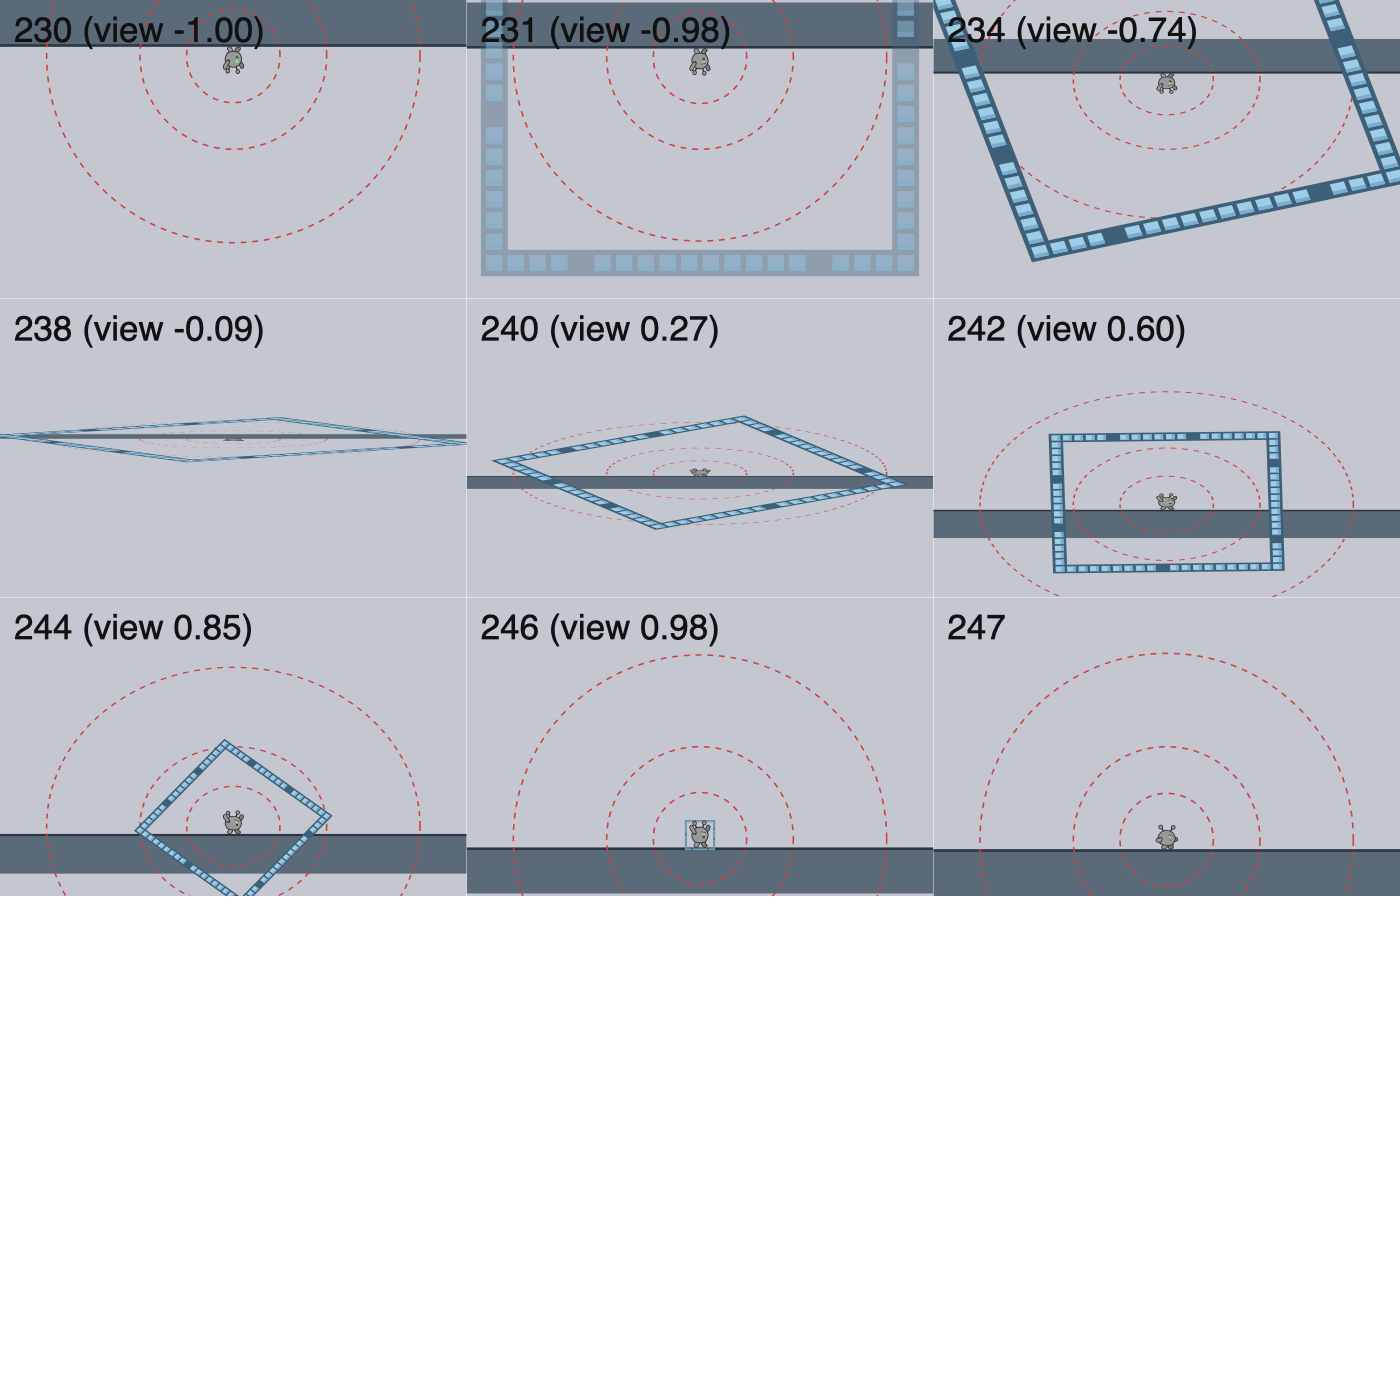 230 (view -1.00)
231 (view -0.98)
234 (view -0.74)
238 (view -0.09)
240 (view 0.27)
242 (view 0.60)
244 (view 0.85)
246 (view 0.98)
247